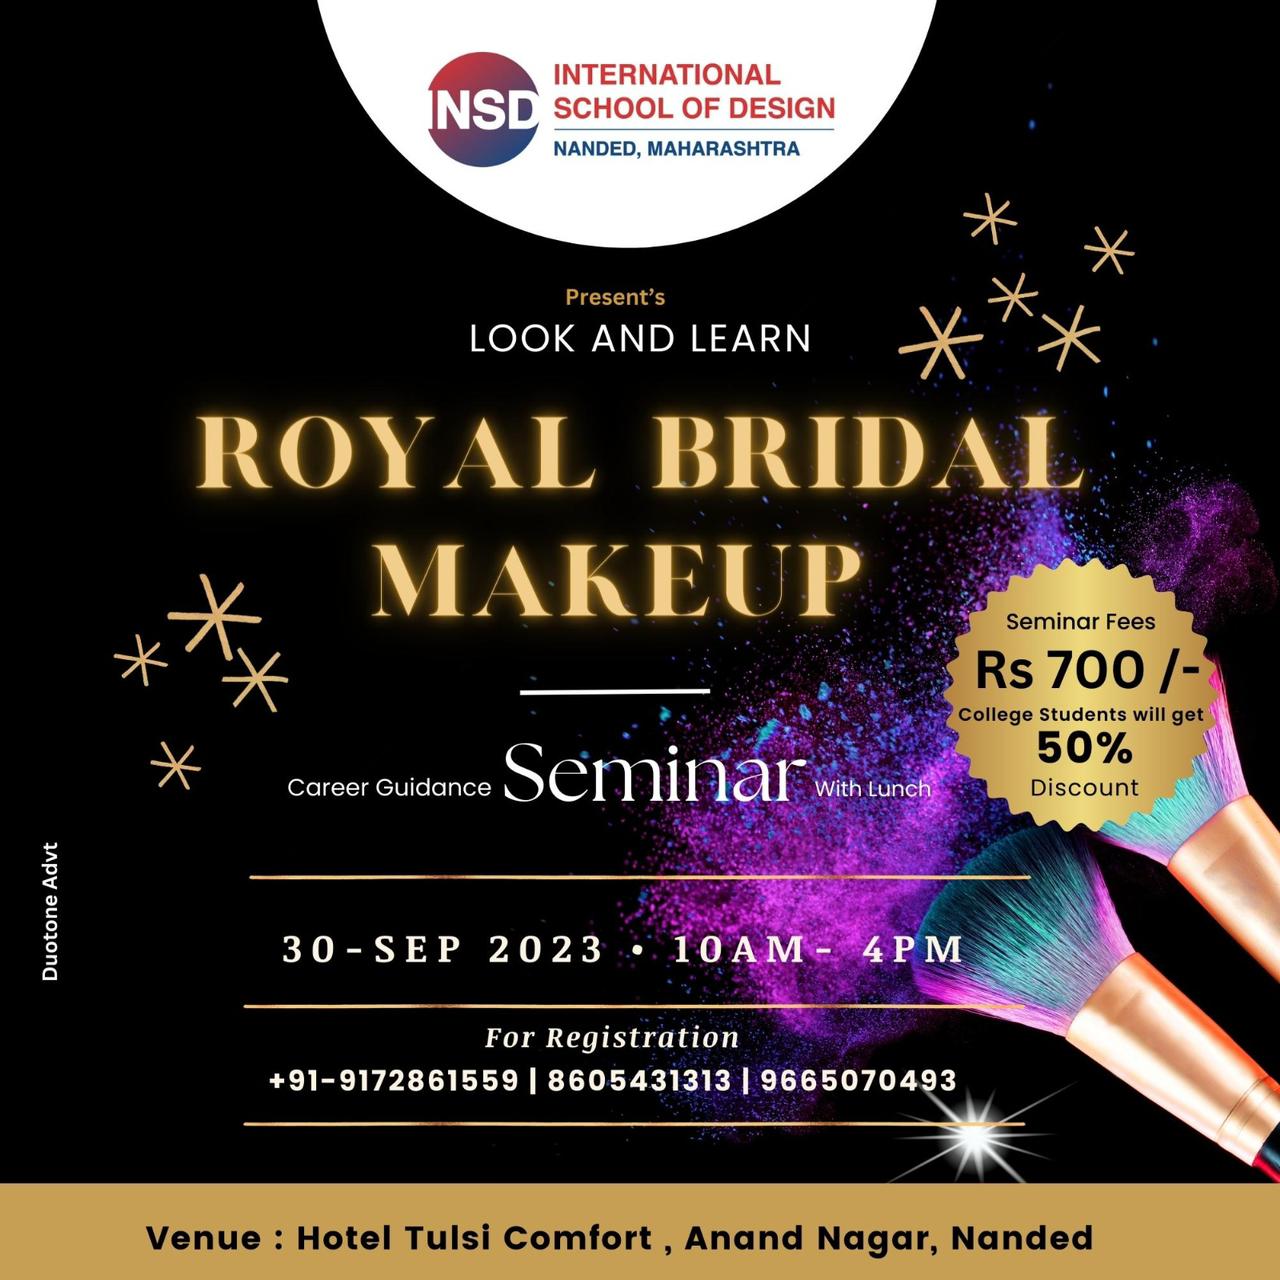 INSD
INTERNATIONAL
SCHOOL OF DESIGN
NANDED, MAHARASHTRA
Present's
LOOK AND LEARN
ROYAL BRIDAL
MAKEUP
Seminar Fees
Rs 700 /-
College Students will get
50%
Discount
Career Guidance Seminar With Lunch
Duotone Advt
30-SEP 2023 • 10AM- 4PM
For Registration
+91-9172861559 | 8605431313 | 9665070493
Venue : Hotel Tulsi Comfort , Anand Nagar, Nanded